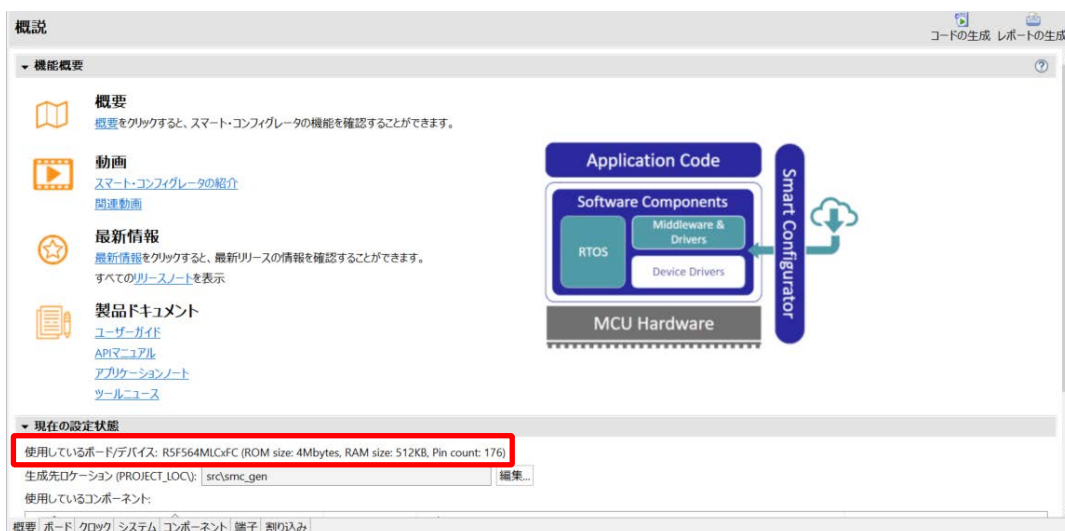 概説
コードの生成 レポートの生成
機能概要
概要
概要をクリックすると、スマート・コンフィグレータの機能を確認することができます。
動画
スマート・コンフィグレータの紹介
関連動画
最新情報
最新情報をクリックすると、最新リリースの情報を確認することができます。
すべてのリリースノートを表示
製品ドキュメント
ユーザーガイド
APIマニュアル
アプリケーションノート
ツールニュース
Application Code
Software Components
RTOS
Middleware &
Drivers
Device Drivers
MCU Hardware
Smart Configurator
現在の設定状態
使用しているボード/デバイス: R5F564MLCxFC (ROM size: 4Mbytes, RAM size: 512KB, Pin count: 176)
生成先ロケーション (PROJECT_LOC\): src\smc_gen 編集...
使用しているコンポーネント:
概要 ボード クロック システム コンポーネント 端子 割り込み